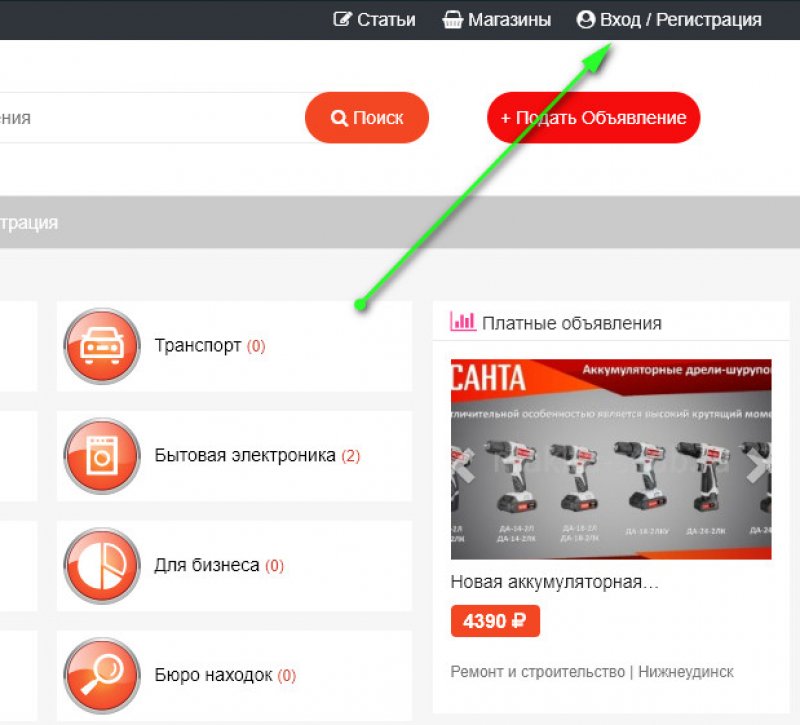 Статьи Магазины Вход / Регистрация
ния Поиск + Подать Объявление
трация
Транспорт (0)
Бытовая электроника (2)
Для бизнеса (0)
Бюро находок (0)
Платные объявления
САНТА Аккумуляторные дрели-шурупов
тличительной особенностью является высокий крутящий моме
ДА-14-2Л ДА-18-2Л ДА-14-2ЛКУ ДА-24-2ЛК
ДА-14-2ЛК ДА-18-2ЛК
Новая аккумуляторная...
4390 ₽
Ремонт и строительство | Нижнеудинск